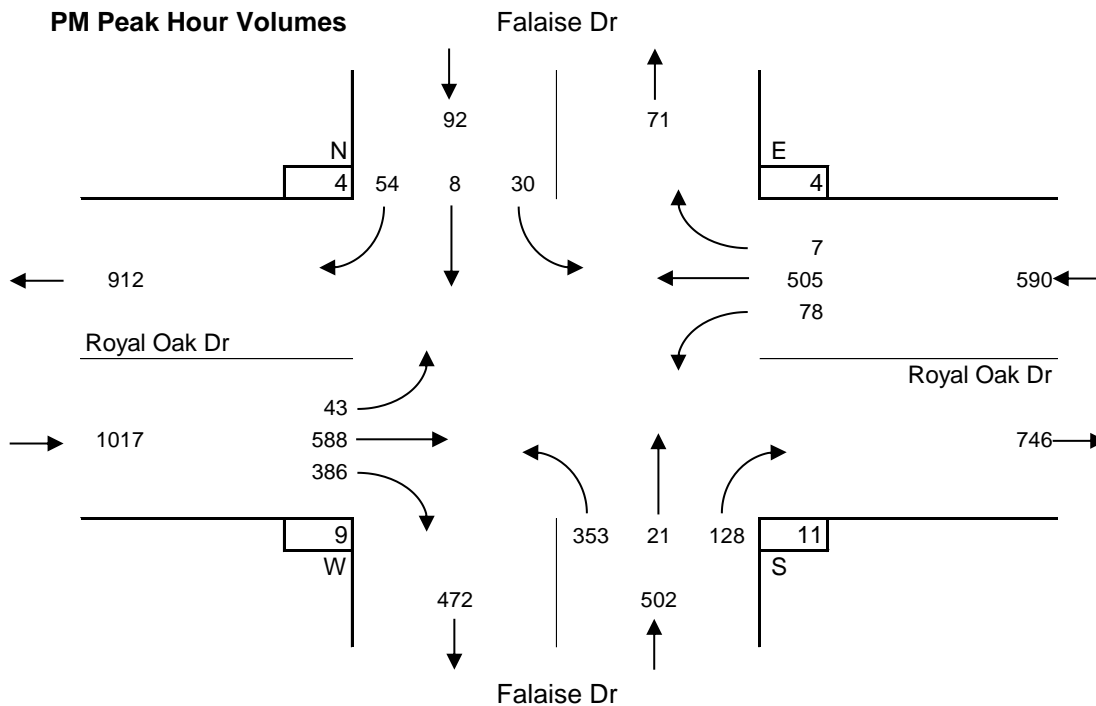 PM Peak Hour Volumes Falaise Dr
92 71
N E
4 54 8 30 4
7
912 505 590
78
Royal Oak Dr
Royal Oak Dr
43
1017 588 746
386
9 353 21 128 11
W S
472 502
Falaise Dr